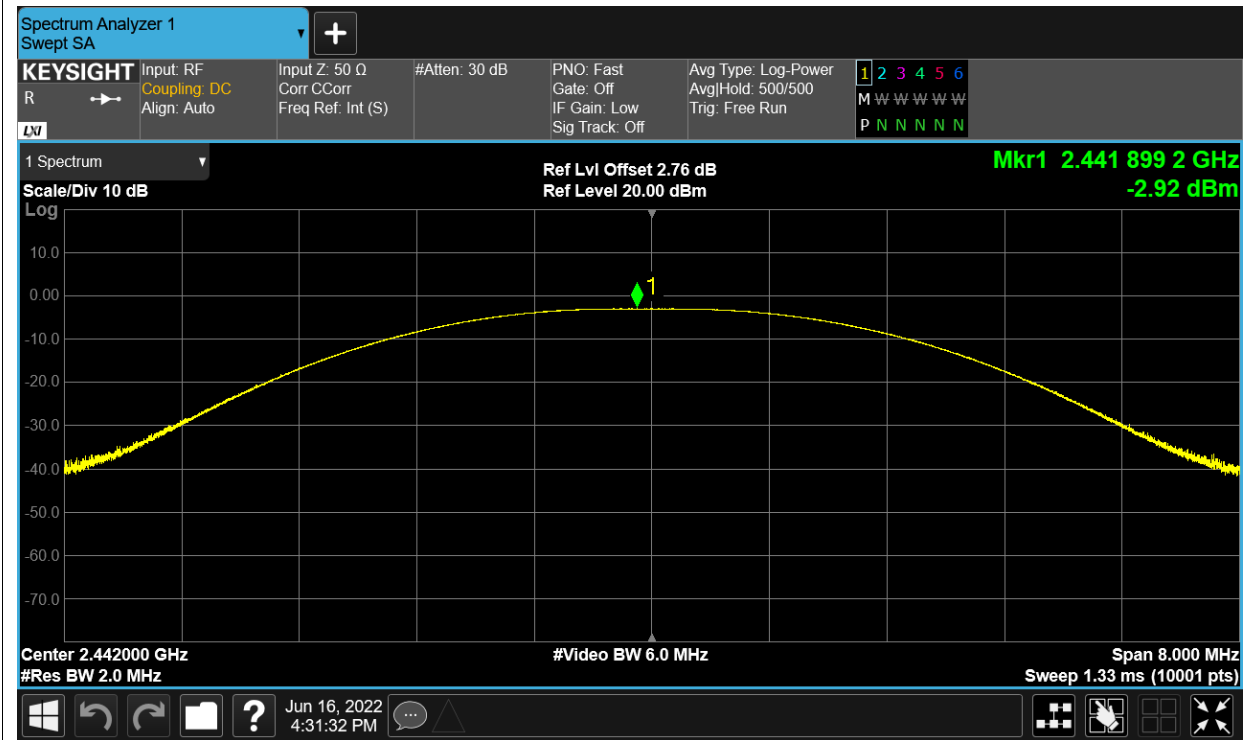 Spectrum Analyzer 1
Swept SA
+
KEYSIGHT
R
LXI
Input: RF
Coupling: DC
Align: Auto
Input Z: 50 Ω
Corr CCorr
Freq Ref: Int (S)
#Atten: 30 dB
PNO: Fast
Gate: Off
IF Gain: Low
Sig Track: Off
Avg Type: Log-Power
Avg|Hold: 500/500
Trig: Free Run
1 2 3 4 5 6
M W W W W W
P N N N N N
1 Spectrum
Scale/Div 10 dB
Log
Ref Lvl Offset 2.76 dB
Ref Level 20.00 dBm
Mkr1 2.441 899 2 GHz
-2.92 dBm
10.0
0.00
-10.0
-20.0
-30.0
-40.0
-50.0
-60.0
-70.0
1
Center 2.442000 GHz
#Res BW 2.0 MHz
#Video BW 6.0 MHz
Span 8.000 MHz
Sweep 1.33 ms (10001 pts)
?
Jun 16, 2022
4:31:32 PM